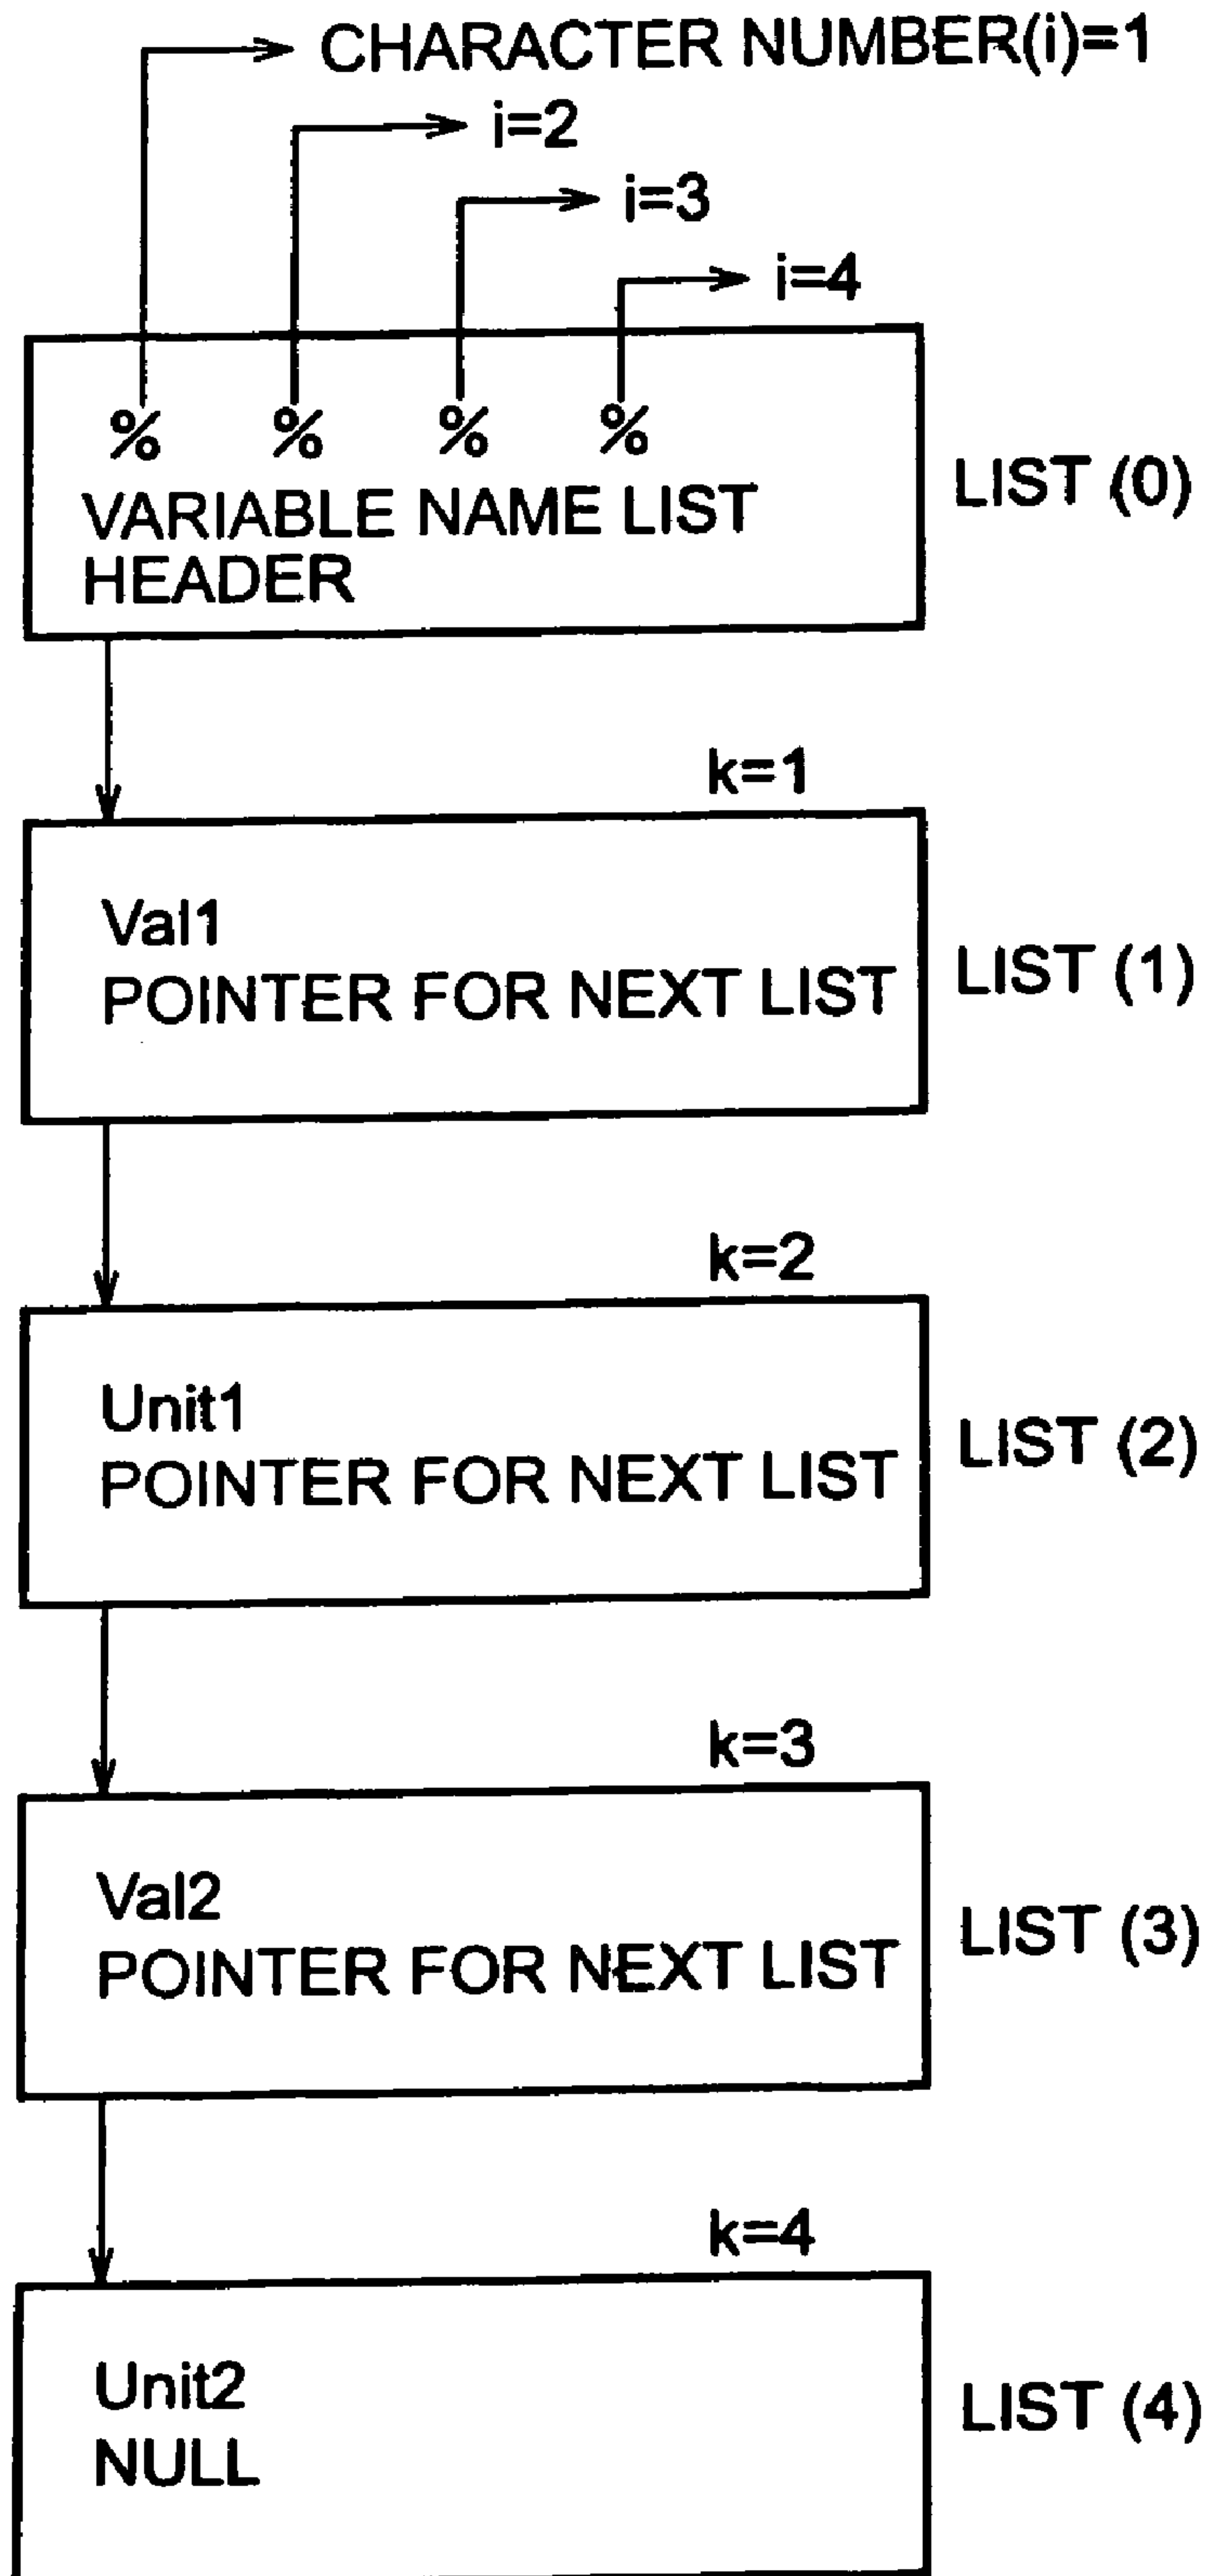 CHARACTER NUMBER(i)=1
i=2
i=3
i=4
% % % %
VARIABLE NAME LIST
HEADER
LIST (0)
k=1
Val1
POINTER FOR NEXT LIST
LIST (1)
k=2
Unit1
POINTER FOR NEXT LIST
LIST (2)
k=3
Val2
POINTER FOR NEXT LIST
LIST (3)
k=4
Unit2
NULL
LIST (4)